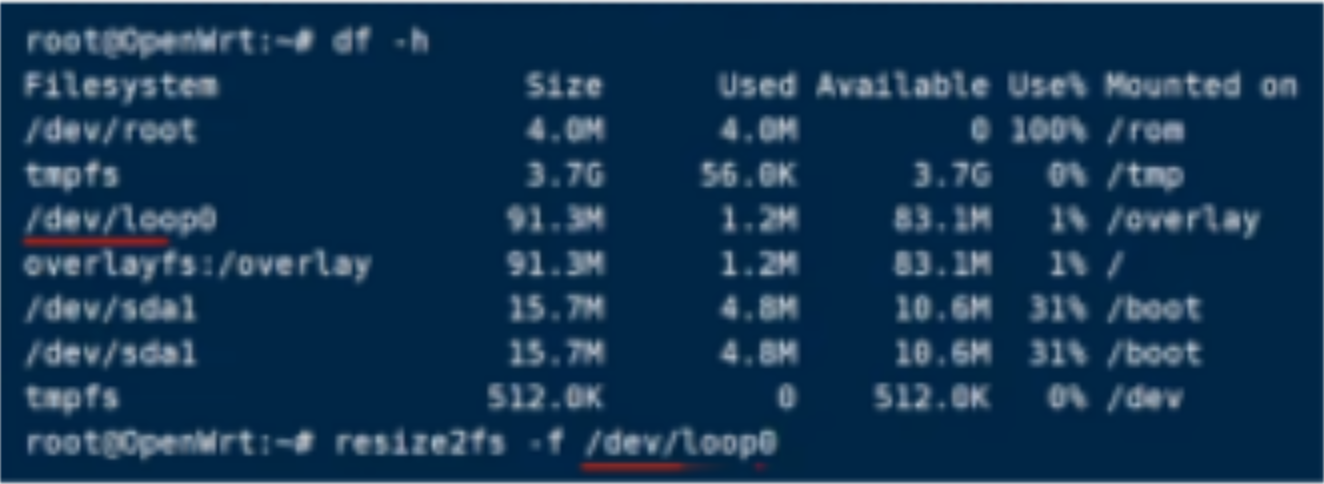 root@OpenWrt:~# df -h
Filesystem Size Used Available Use% Mounted on
/dev/root 4.0M 4.0M 0 100% /rom
tmpfs 3.7G 56.0K 3.7G 0% /tmp
/dev/loop0 91.3M 1.2M 83.1M 1% /overlay
overlayfs:/overlay 91.3M 1.2M 83.1M 1% /
/dev/sda1 15.7M 4.8M 10.6M 31% /boot
/dev/sda1 15.7M 4.8M 10.6M 31% /boot
tmpfs 512.0K 0 512.0K 0% /dev
root@OpenWrt:~# resize2fs -f /dev/loop0